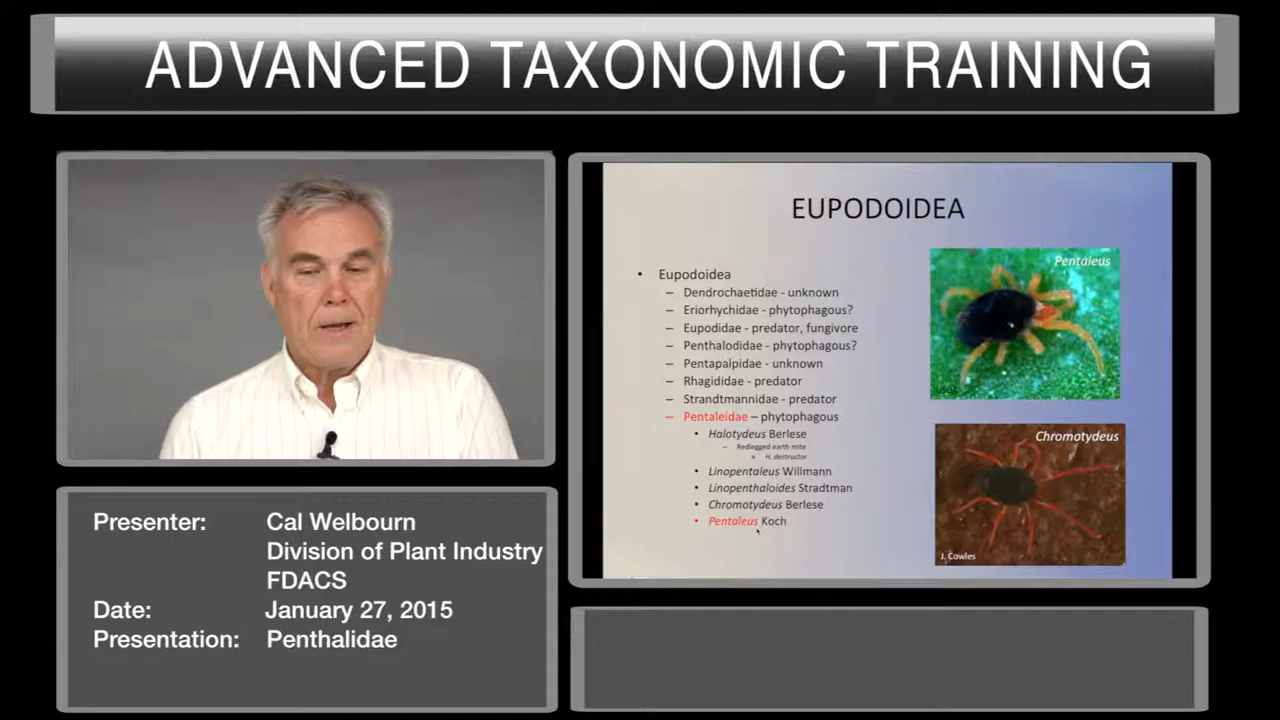 ADVANCED TAXONOMIC TRAINING
EUPODOIDEA
• Eupodoidea
– Dendrochaetidae - unknown
– Eriorhychidae - phytophagous?
– Eupodidae - predator, fungivore
– Penthalodidae - phytophagous?
– Pentapalpidae - unknown
– Rhagididae - predator
– Strandtmannidae - predator
– Pentaleidae – phytophagous
• Halotydeus Berlese
– Redlegged earth mite
» H. destructor
• Linopentaleus Willmann
• Linopenthaloides Stradtman
• Chromotydeus Berlese
• Pentaleus Koch
Pentaleus
Chromotydeus
J. Cowles
Presenter: Cal Welbourn
Division of Plant Industry
FDACS
Date: January 27, 2015
Presentation: Penthalidae